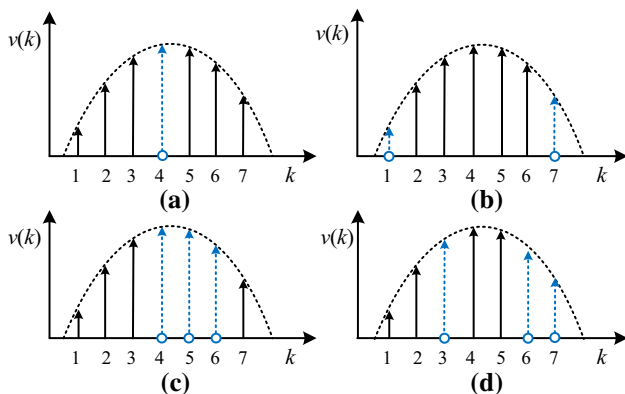 v(k) v(k)
1 2 3 4 5 6 7 k 1 2 3 4 5 6 7 k
(a) (b)
v(k) v(k)
1 2 3 4 5 6 7 k 1 2 3 4 5 6 7 k
(c) (d)